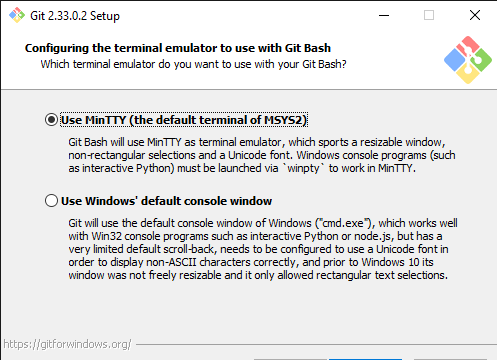 Git 2.33.0.2 Setup
Configuring the terminal emulator to use with Git Bash
Which terminal emulator do you want to use with your Git Bash?
Use MinTTY (the default terminal of MSYS2)
Git Bash will use MinTTY as terminal emulator, which sports a resizable window,
non-rectangular selections and a Unicode font. Windows console programs (such
as interactive Python) must be launched via `winpty` to work in MinTTY.
Use Windows' default console window
Git will use the default console window of Windows ("cmd.exe"), which works well
with Win32 console programs such as interactive Python or node.js, but has a
very limited default scroll-back, needs to be configured to use a Unicode font in
order to display non-ASCII characters correctly, and prior to Windows 10 its
window was not freely resizable and it only allowed rectangular text selections.
https://gitforwindows.org/